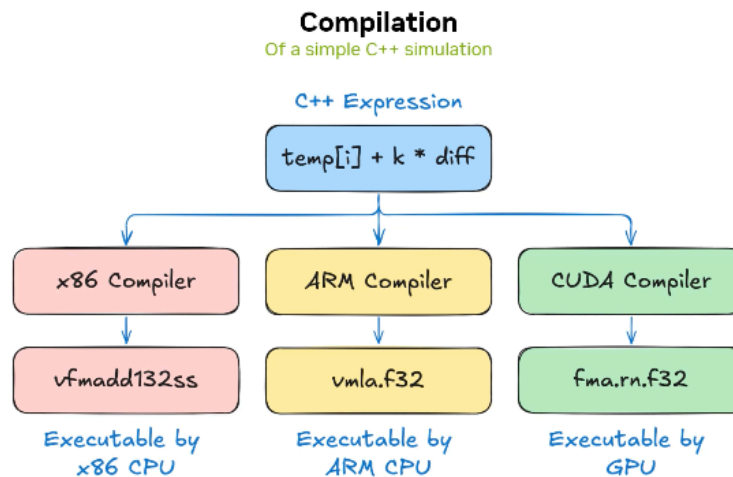 Compilation
Of a simple C++ simulation
C++ Expression
temp[i] + k * diff
x86 Compiler
ARM Compiler
CUDA Compiler
vfmadd132ss
vmla.f32
fma.rn.f32
Executable by
x86 CPU
Executable by
ARM CPU
Executable by
GPU